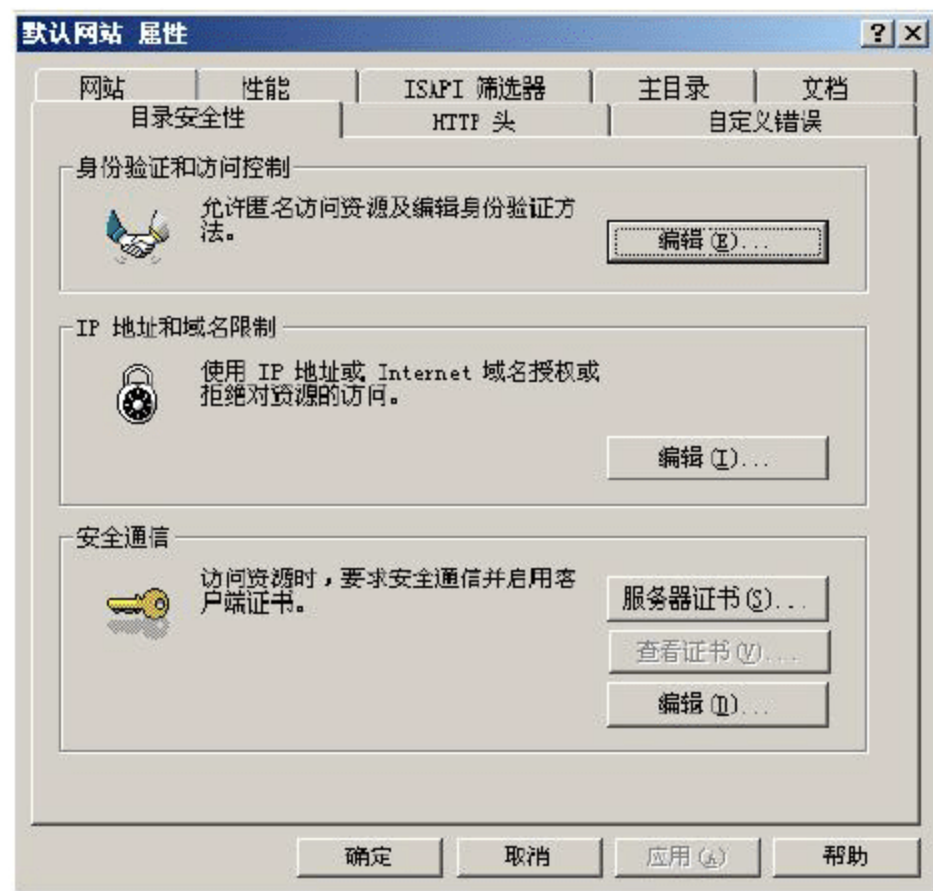 默认网站 属性
网站 性能 ISAPI 筛选器 主目录 文档
目录安全性 HTTP 头 自定义错误
身份验证和访问控制
允许匿名访问资源及编辑身份验证方
法。
编辑(E)...
IP 地址和域名限制
使用 IP 地址或 Internet 域名授权或
拒绝对资源的访问。
编辑(I)...
安全通信
访问资源时，要求安全通信并启用客
户端证书。
服务器证书(S)...
查看证书(V)...
编辑(D)...
确定 取消 应用(A) 帮助